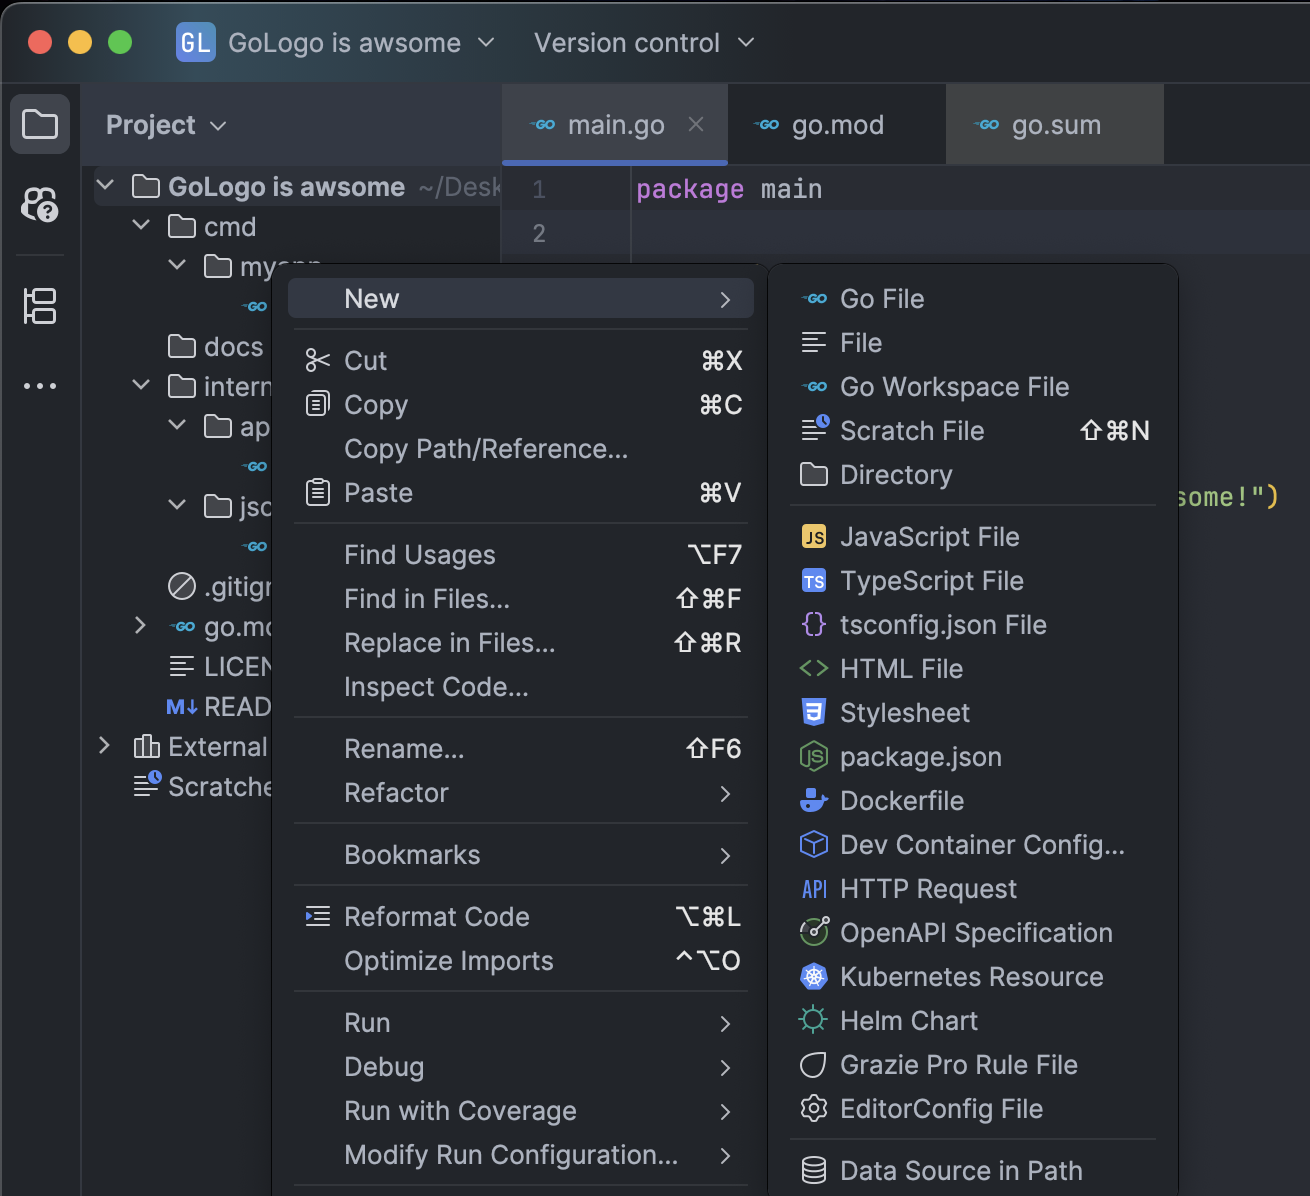 GL GoLogo is awsome Version control
Project
main.go go.mod go.sum
GoLogo is awsome ~/Desk
cmd
docs
intern
ap
.gitign
LICEN
READ
External
Scratche
1 package main
2
some!")
New
Cut ⌘X
Copy ⌘C
Copy Path/Reference...
Paste ⌘V
Find Usages ⌥F7
Find in Files... ⇧⌘F
Replace in Files... ⇧⌘R
Inspect Code...
Rename... ⇧F6
Refactor
Bookmarks
Reformat Code ⌥⌘L
Optimize Imports ^⌥O
Run
Debug
Run with Coverage
Modify Run Configuration...
GO Go File
File
GO Go Workspace File
Scratch File ⇧⌘N
Directory
JS JavaScript File
TS TypeScript File
{} tsconfig.json File
<> HTML File
Stylesheet
JS package.json
Dockerfile
Dev Container Config...
API HTTP Request
OpenAPI Specification
Kubernetes Resource
Helm Chart
Grazie Pro Rule File
EditorConfig File
Data Source in Path